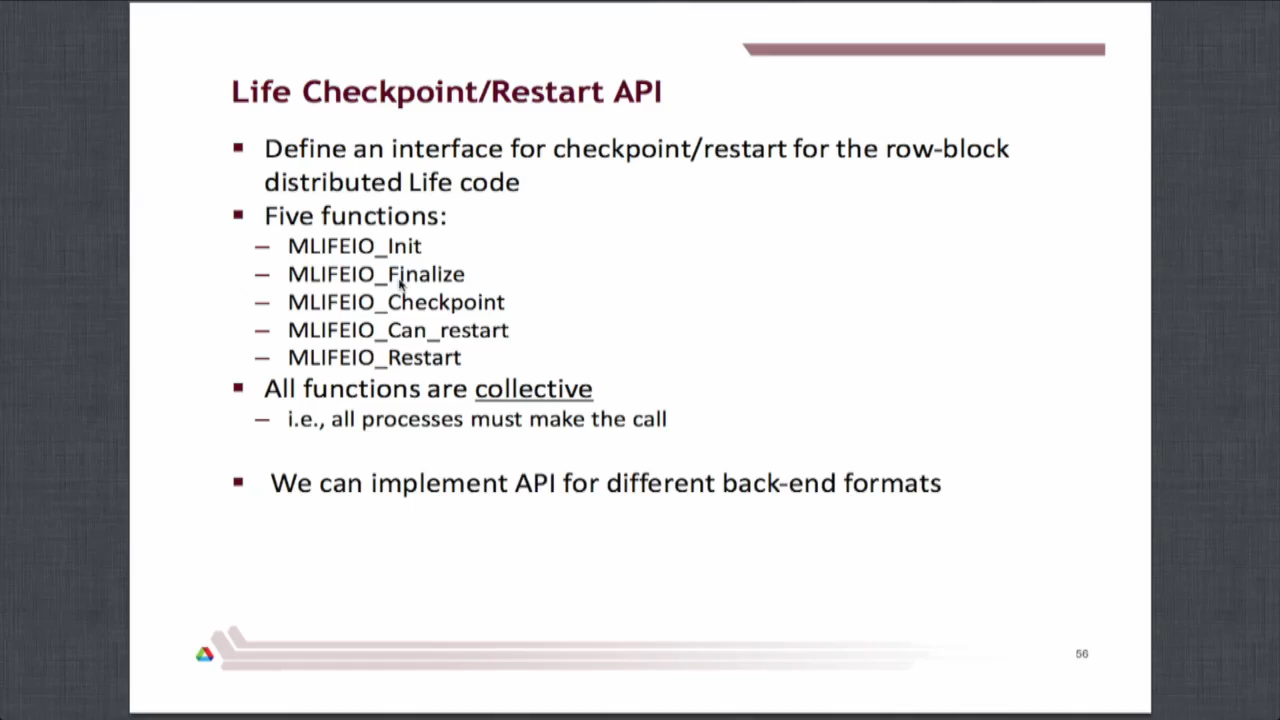 Life Checkpoint/Restart API
▪ Define an interface for checkpoint/restart for the row-block
distributed Life code
▪ Five functions:
– MLIFEIO_Init
– MLIFEIO_Finalize
– MLIFEIO_Checkpoint
– MLIFEIO_Can_restart
– MLIFEIO_Restart
▪ All functions are collective
– i.e., all processes must make the call
▪ We can implement API for different back-end formats
56